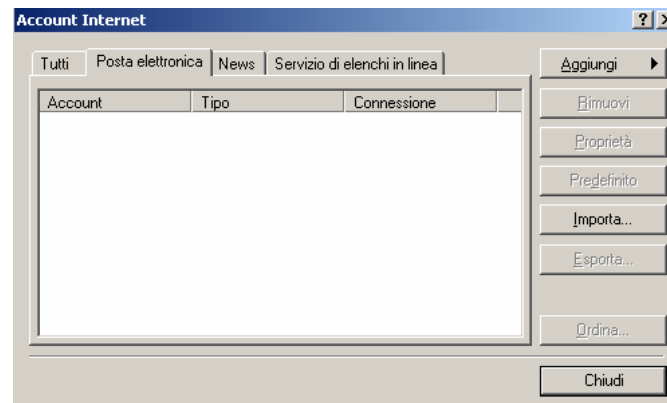 Account Internet
Tutti Posta elettronica News Servizio di elenchi in linea
Account Tipo Connessione
Aggiungi
Rimuovi
Proprietà
Predefinito
Importa...
Esporta...
Ordina...
Chiudi